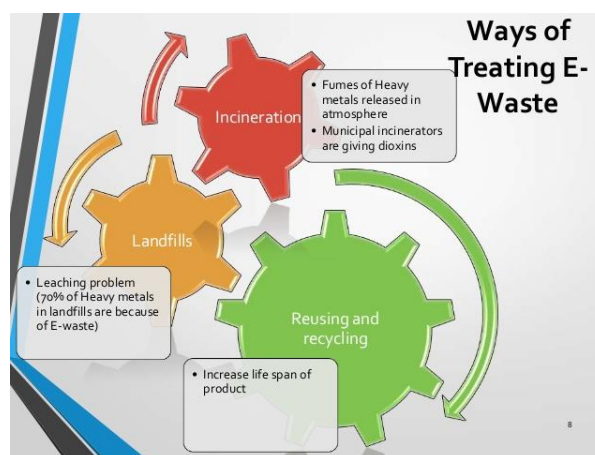 Ways of
Treating E-
Waste
Incineration
• Fumes of Heavy
metals released in
atmosphere
• Municipal incinerators
are giving dioxins
Landfills
• Leaching problem
(70% of Heavy metals
in landfills are because
of E-waste)
Reusing and
recycling
• Increase life span of
product
8